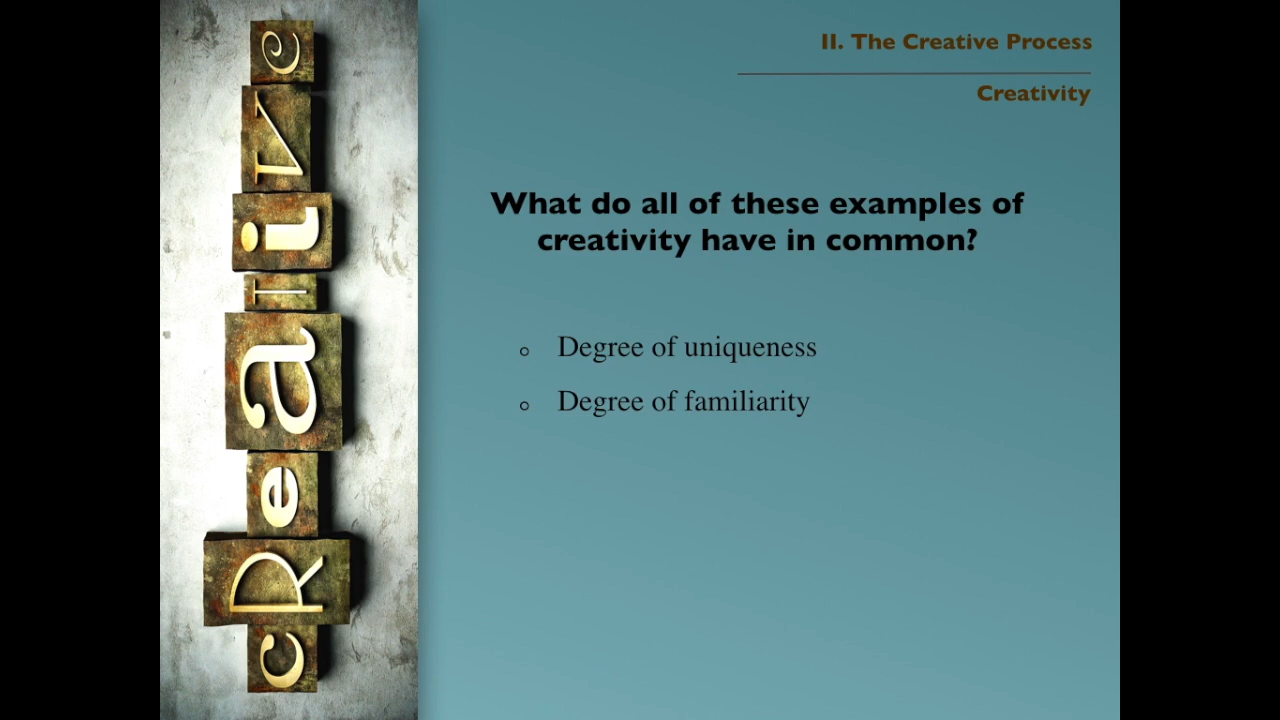 cReaTive
II. The Creative Process
Creativity
What do all of these examples of
creativity have in common?
Degree of uniqueness
Degree of familiarity